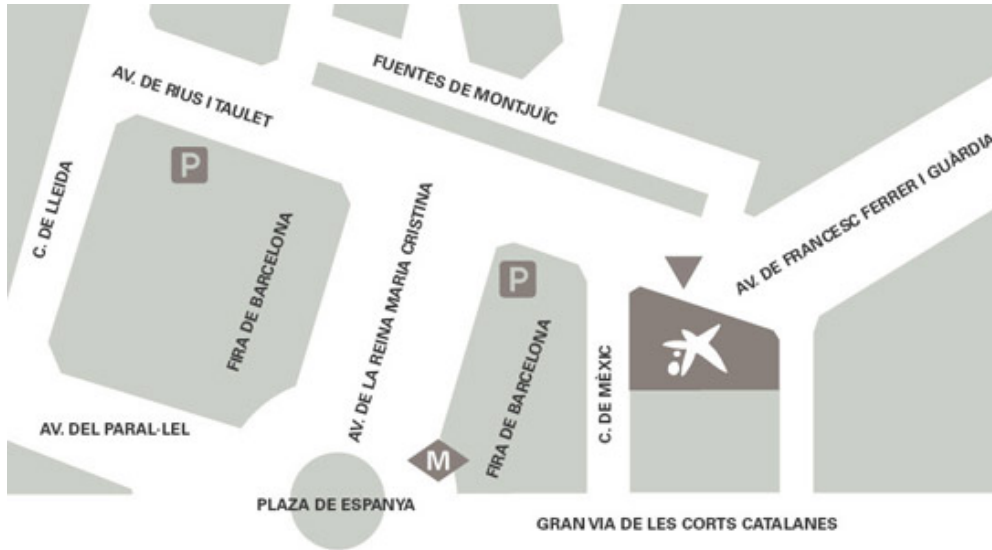 FUENTES DE MONTJUÏC
AV. DE RIUS I TAULET
P
C. DE LLEIDA
FIRA DE BARCELONA
AV. DE LA REINA MARIA CRISTINA
P
FIRA DE BARCELONA
C. DE MÈXIC
AV. DE FRANCESC FERRER I GUÀRDIA
AV. DEL PARAL·LEL
M
PLAZA DE ESPANYA
GRAN VIA DE LES CORTS CATALANES